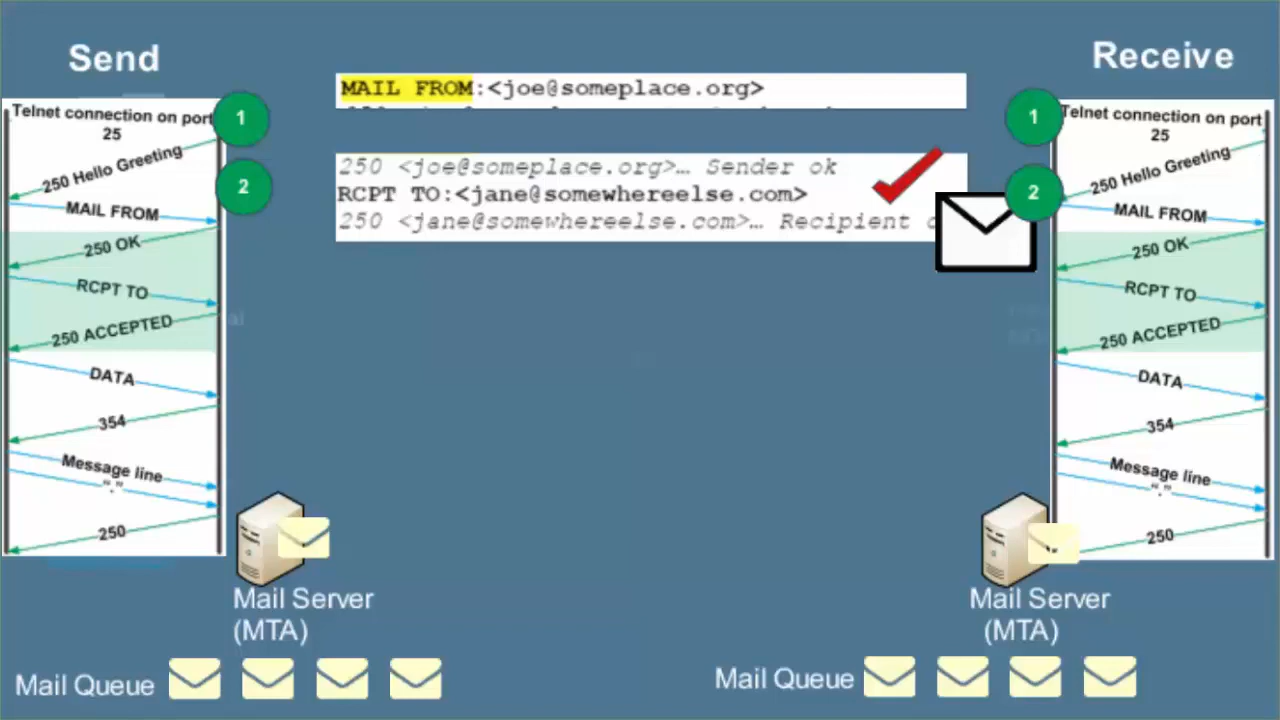 Send
Receive
MAIL FROM:<joe@someplace.org>
250 <joe@someplace.org>… Sender ok
RCPT TO:<jane@somewhereelse.com>
250 <jane@somewhereelse.com>… Recipient
Telnet connection on port
25
1
250 Hello Greeting
2
MAIL FROM
250 OK
RCPT TO
250 ACCEPTED
DATA
354
Message line
“.”
250
1
Telnet connection on port
25
250 Hello Greeting
2
MAIL FROM
250 OK
RCPT TO
250 ACCEPTED
DATA
354
Message line
“.”
250
Mail Server
(MTA)
Mail Server
(MTA)
Mail Queue
Mail Queue